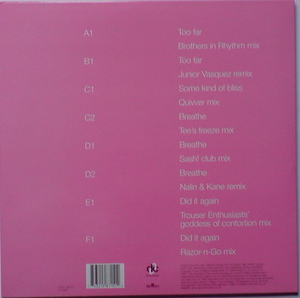 A1 Too far
Brothers in Rhythm mix
B1 Too far
Junior Vasquez remix
C1 Some kind of bliss
Quivver mix
C2 Breathe
Tee's freeze mix
D1 Breathe
Sash! club mix
D2 Breathe
Nalin & Kane remix
E1 Did it again
Trouser Enthusiasts'
goddess of contortion mix
F1 Did it again
Razor-n-Go mix